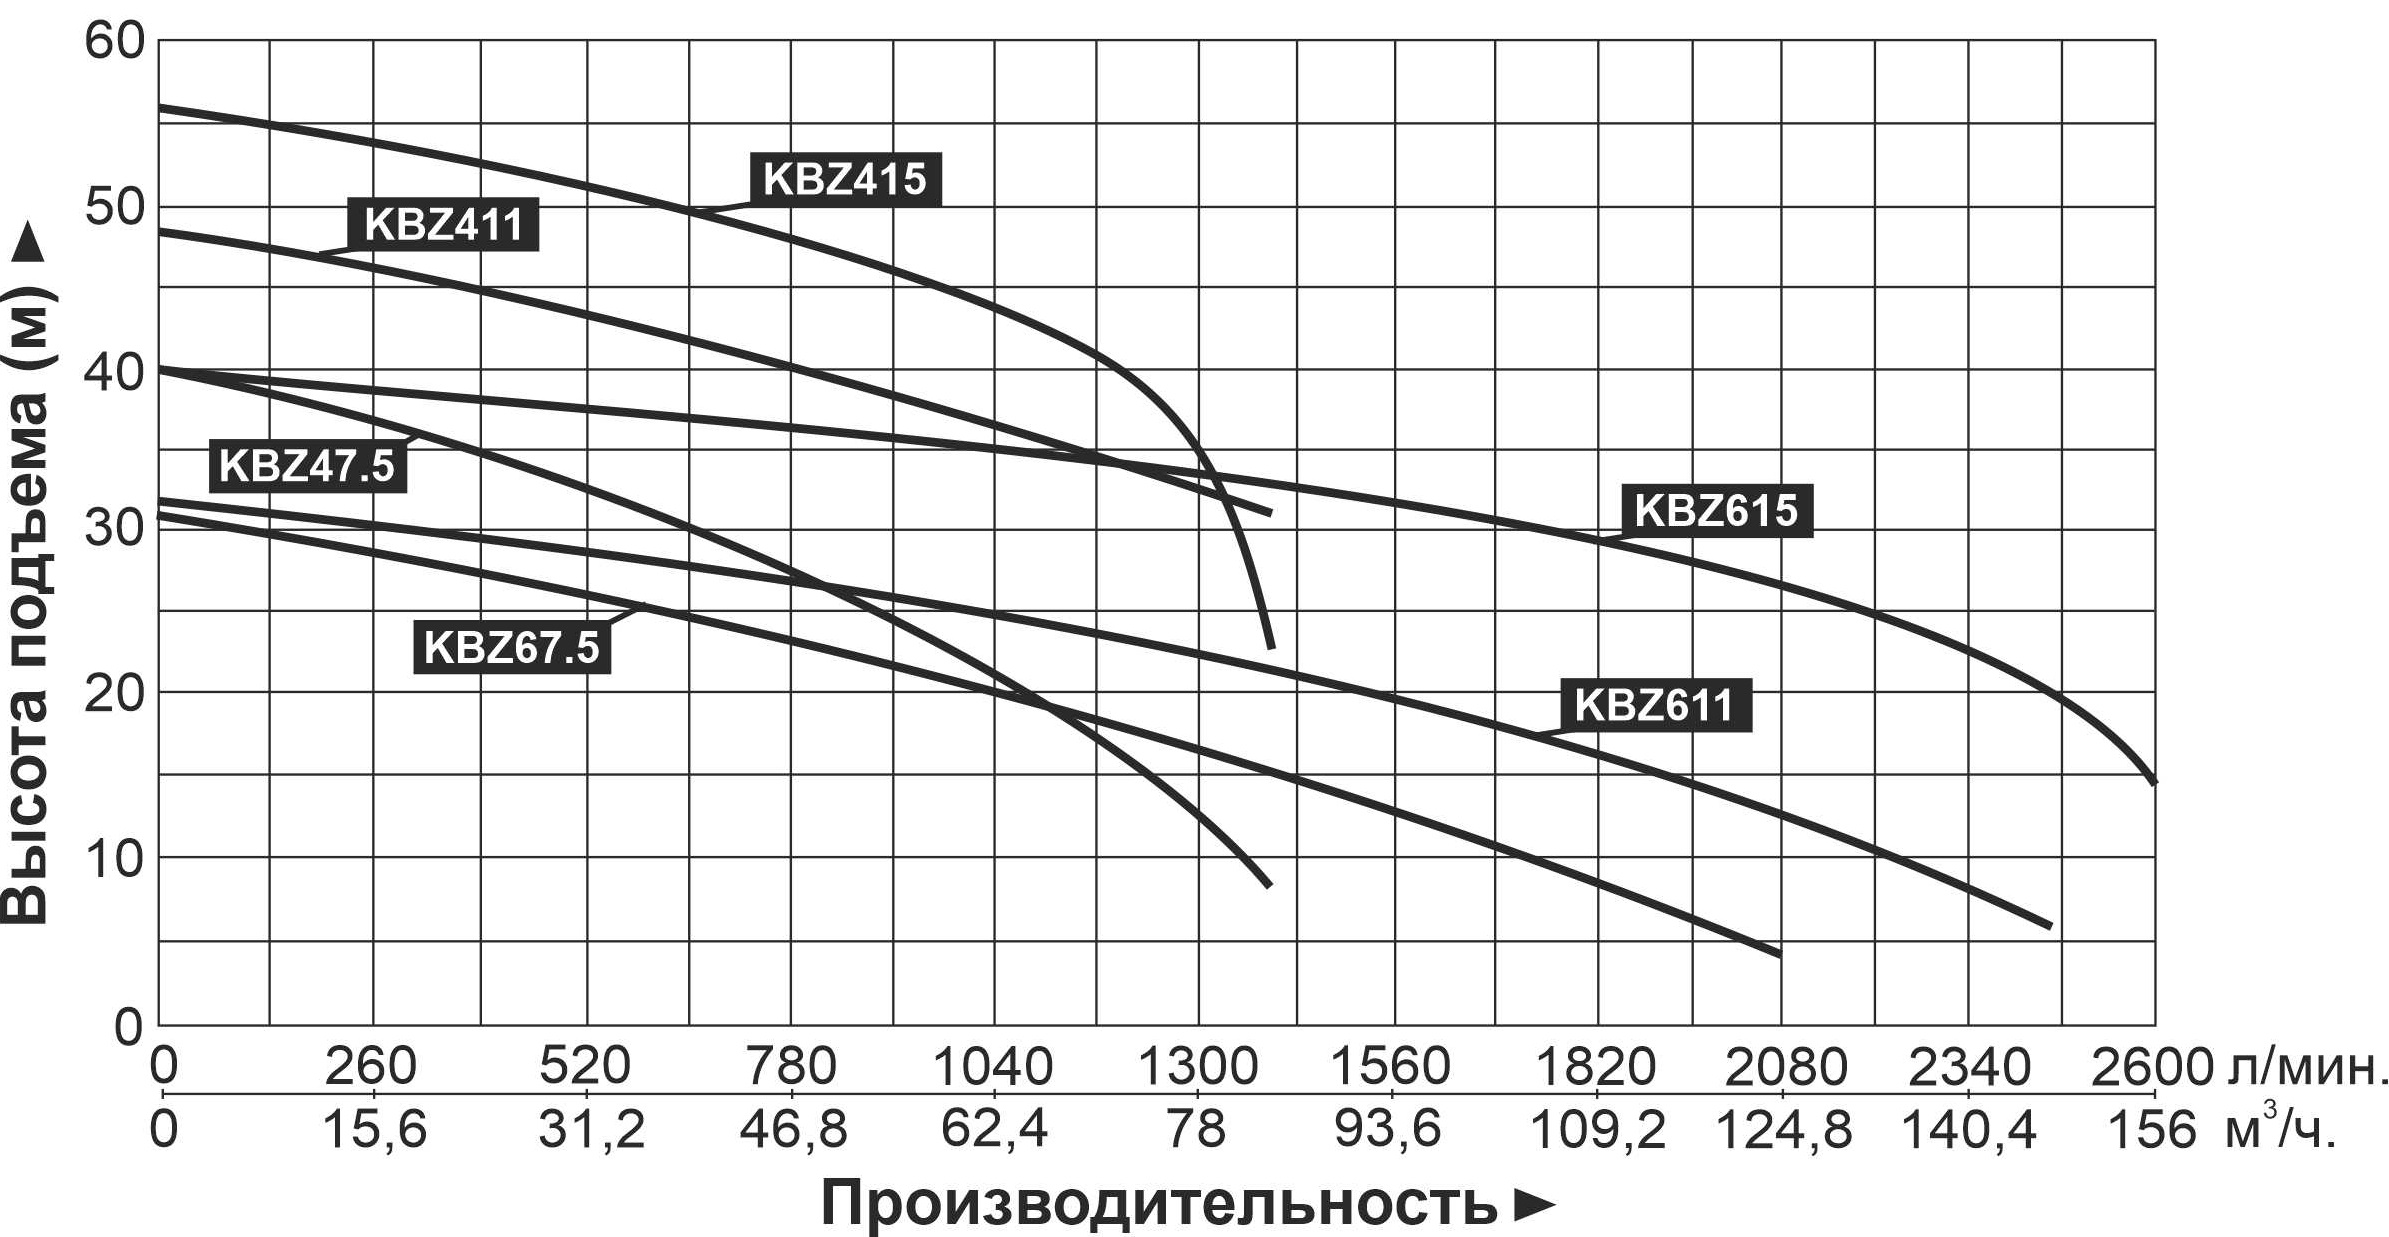 Высота подъема (м) ►
60
50
40
30
20
10
0
KBZ415
KBZ411
KBZ47.5
KBZ615
KBZ67.5
KBZ611
0 260 520 780 1040 1300 1560 1820 2080 2340 2600 л/мин.
0 15,6 31,2 46,8 62,4 78 93,6 109,2 124,8 140,4 156 м³/ч.
Производительность ►